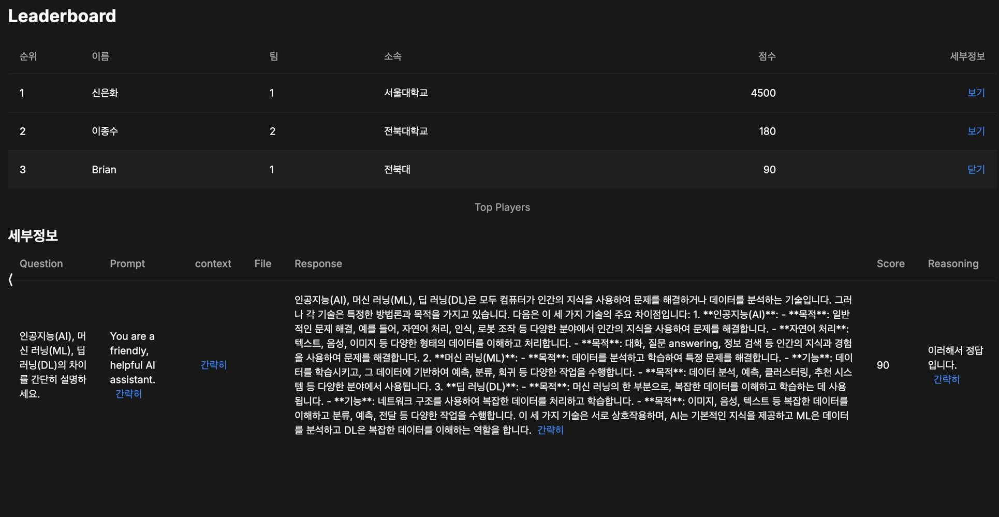 Leaderboard
순위 이름 팀 소속 점수 세부정보
1 신은화 1 서울대학교 4500 보기
2 이종수 2 전북대학교 180 보기
3 Brian 1 전북대 90 닫기
Top Players
세부정보
Question Prompt context File Response Score Reasoning
인공지능(AI), 머
신 러닝(ML), 딥
러닝(DL)의 차이
를 간단히 설명하
세요.
You are a
friendly,
helpful AI
assistant.
간략히
간략히
인공지능(AI), 머신 러닝(ML), 딥 러닝(DL)은 모두 컴퓨터가 인간의 지식을 사용하여 문제를 해결하거나 데이터를 분석하는 기술입니다. 그러
나 각 기술은 특정한 방법론과 목적을 가지고 있습니다. 다음은 이 세 가지 기술의 주요 차이점입니다: 1. **인공지능(AI)**: - **목적**: 일반
적인 문제 해결, 예를 들어, 자연어 처리, 인식, 로봇 조작 등 다양한 분야에서 인간의 지식을 사용하여 문제를 해결합니다. - **자연어 처리**:
텍스트, 음성, 이미지 등 다양한 형태의 데이터를 이해하고 처리합니다. - **목적**: 대화, 질문 answering, 정보 검색 등 인간의 지식과 경험
을 사용하여 문제를 해결합니다. 2. **머신 러닝(ML)**: - **목적**: 데이터를 분석하고 학습하여 특정 문제를 해결합니다. - **기능**: 데이
터를 학습시키고, 그 데이터에 기반하여 예측, 분류, 회귀 등 다양한 작업을 수행합니다. - **목적**: 데이터 분석, 예측, 클러스터링, 추천 시스
템 등 다양한 분야에서 사용됩니다. 3. **딥 러닝(DL)**: - **목적**: 머신 러닝의 한 부분으로, 복잡한 데이터를 이해하고 학습하는 데 사용
됩니다. - **기능**: 네트워크 구조를 사용하여 복잡한 데이터를 처리하고 학습합니다. - **목적**: 이미지, 음성, 텍스트 등 복잡한 데이터를
이해하고 분류, 예측, 전달 등 다양한 작업을 수행합니다. 이 세 가지 기술은 서로 상호작용하며, AI는 기본적인 지식을 제공하고 ML은 데이터
를 분석하고 DL은 복잡한 데이터를 이해하는 역할을 합니다. 간략히
90
이러해서 정답
입니다.
간략히